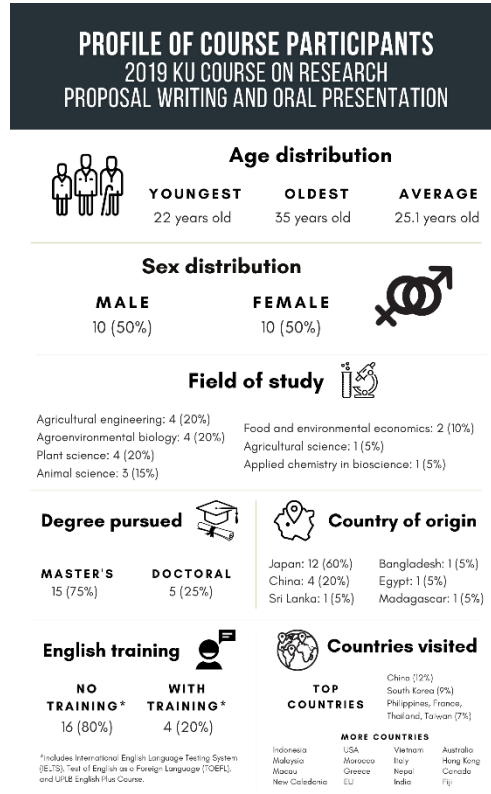 PROFILE OF COURSE PARTICIPANTS
2019 KU COURSE ON RESEARCH
PROPOSAL WRITING AND ORAL PRESENTATION
Age distribution
YOUNGEST
22 years old
OLDEST
35 years old
AVERAGE
25.1 years old
Sex distribution
MALE
10 (50%)
FEMALE
10 (50%)
Field of study
Agricultural engineering: 4 (20%)
Agroenvironmental biology: 4 (20%)
Plant science: 4 (20%)
Animal science: 3 (15%)
Food and environmental economics: 2 (10%)
Agricultural science: 1 (5%)
Applied chemistry in bioscience: 1 (5%)
Degree pursued
MASTER'S
15 (75%)
DOCTORAL
5 (25%)
Country of origin
Japan: 12 (60%)
China: 4 (20%)
Sri Lanka: 1 (5%)
Bangladesh: 1 (5%)
Egypt: 1 (5%)
Madagascar: 1 (5%)
English training
NO
TRAINING*
16 (80%)
WITH
TRAINING*
4 (20%)
*Includes International English Language Testing System
(IELTS), Test of English as a Foreign Language (TOEFL),
and UPLB English Plus Course.
Countries visited
TOP
COUNTRIES
China (12%)
South Korea (9%)
Philippines, France,
Thailand, Taiwan (7%)
MORE COUNTRIES
Indonesia
Malaysia
Macau
New Caledonia
USA
Morocco
Greece
EU
Vietnam
Italy
Nepal
India
Australia
Hong Kong
Canada
Fiji